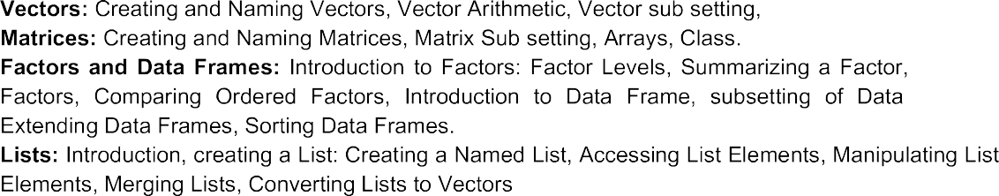 Vectors: Creating and Naming Vectors, Vector Arithmetic, Vector sub setting,
Matrices: Creating and Naming Matrices, Matrix Sub setting, Arrays, Class.
Factors and Data Frames: Introduction to Factors: Factor Levels, Summarizing a Factor,
Factors, Comparing Ordered Factors, Introduction to Data Frame, subsetting of Data
Extending Data Frames, Sorting Data Frames.
Lists: Introduction, creating a List: Creating a Named List, Accessing List Elements, Manipulating List
Elements, Merging Lists, Converting Lists to Vectors